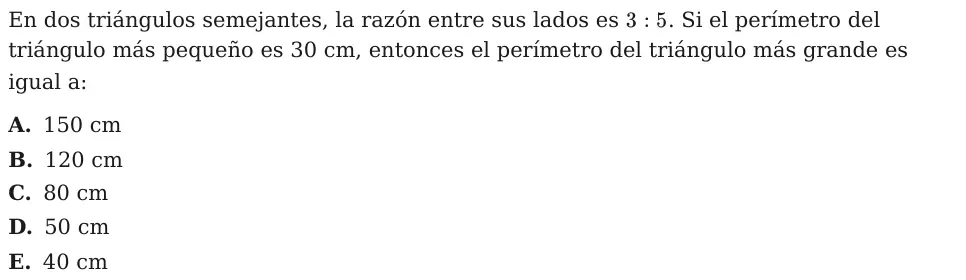 En dos triángulos semejantes, la razón entre sus lados es 3 : 5. Si el perímetro del
triángulo más pequeño es 30 cm, entonces el perímetro del triángulo más grande es
igual a:
A. 150 cm
B. 120 cm
C. 80 cm
D. 50 cm
E. 40 cm